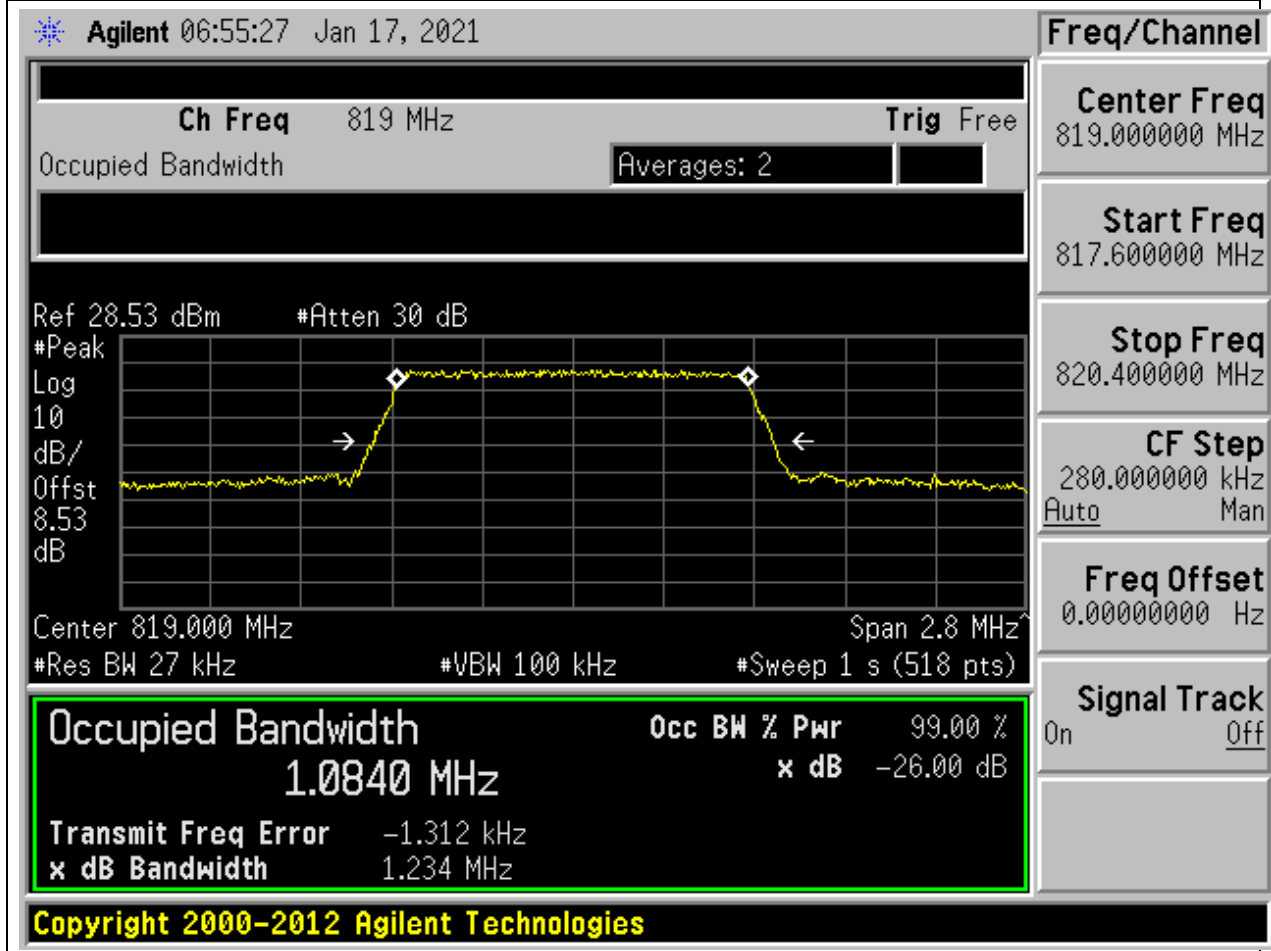 Agilent 06:55:27 Jan 17, 2021
Freq/Channel
Ch Freq 819 MHz Trig Free
Occupied Bandwidth Averages: 2
Ref 28.53 dBm #Atten 30 dB
#Peak
Log
10
dB/
Offst
8.53
dB
Center 819.000 MHz Span 2.8 MHz^
#Res BW 27 kHz #VBW 100 kHz #Sweep 1 s (518 pts)
Occupied Bandwidth Occ BW % Pwr 99.00 %
1.0840 MHz x dB -26.00 dB
Transmit Freq Error -1.312 kHz
x dB Bandwidth 1.234 MHz
Center Freq
819.000000 MHz
Start Freq
817.600000 MHz
Stop Freq
820.400000 MHz
CF Step
280.000000 kHz
Auto Man
Freq Offset
0.00000000 Hz
Signal Track
On Off
Copyright 2000-2012 Agilent Technologies